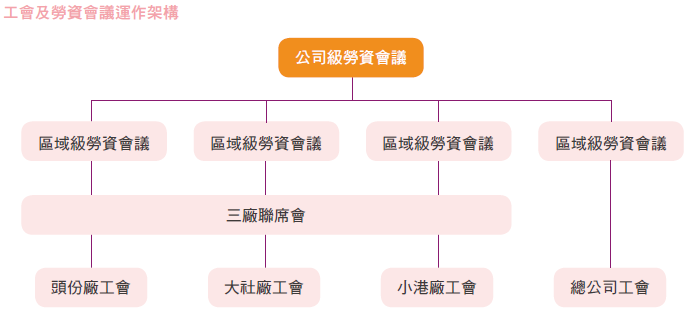 工會及勞資會議運作架構
公司級勞資會議
區域級勞資會議
區域級勞資會議
區域級勞資會議
區域級勞資會議
三廠聯席會
頭份廠工會
大社廠工會
小港廠工會
總公司工會